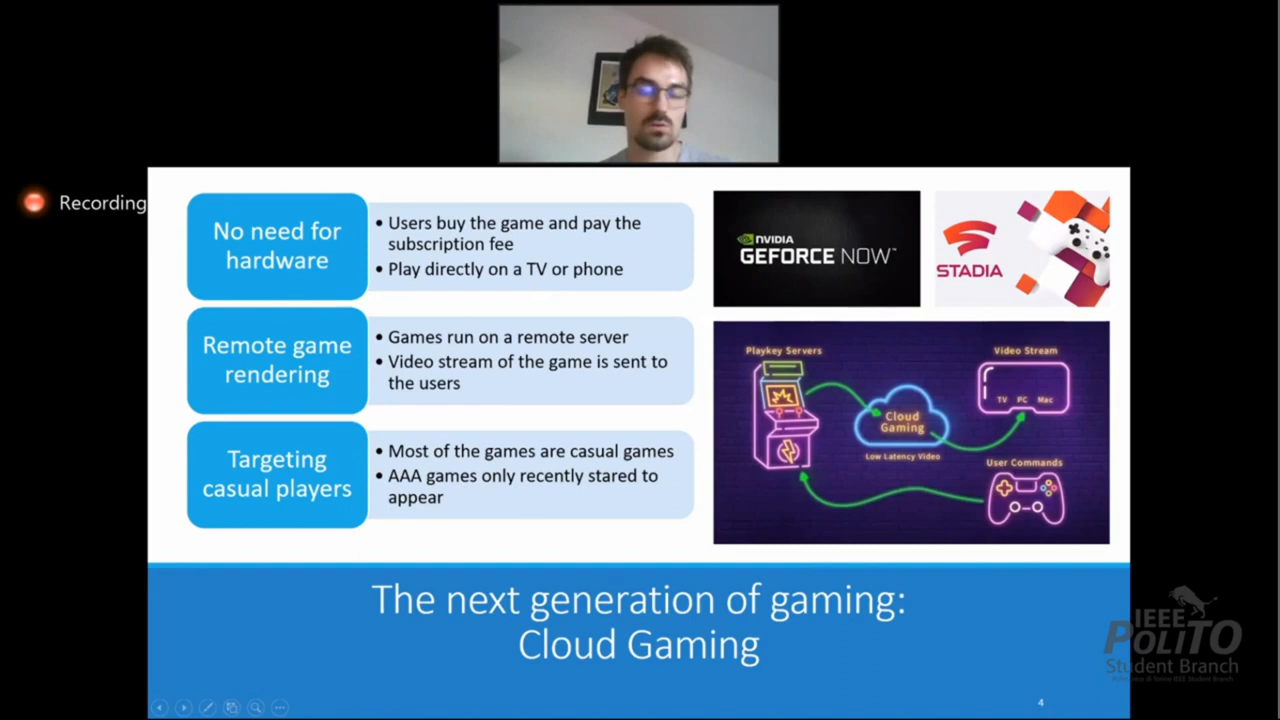 Recording
No need for
hardware
• Users buy the game and pay the
subscription fee
• Play directly on a TV or phone
Remote game
rendering
• Games run on a remote server
• Video stream of the game is sent to
the users
Targeting
casual players
• Most of the games are casual games
• AAA games only recently stared to
appear
NVIDIA
GEFORCE NOW™
STADIA
Playkey Servers
Video Stream
TV PC Mac
Cloud
Gaming
Low Latency Video
User Commands
The next generation of gaming:
Cloud Gaming
4
IEEE
POLITO
Student Branch